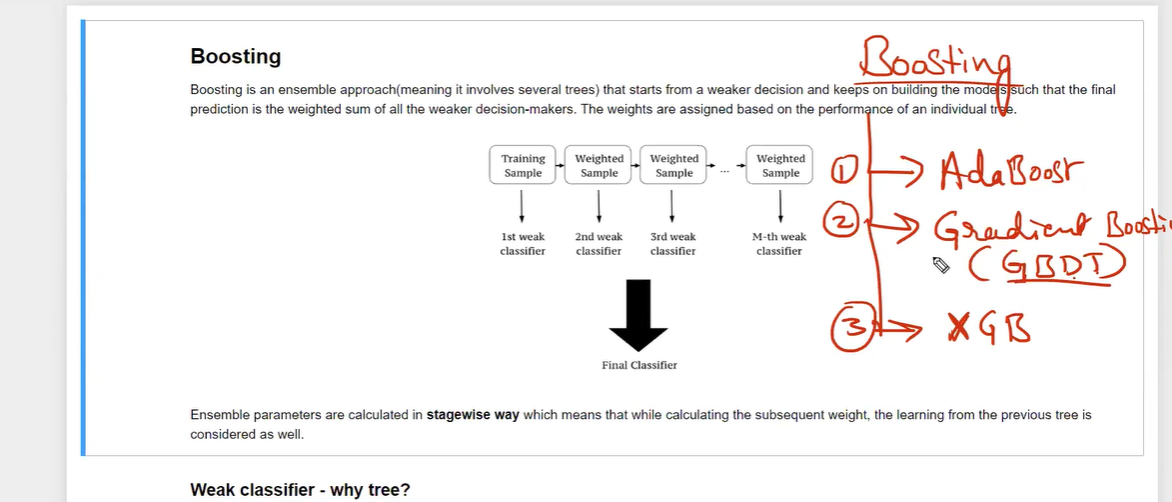 Boosting
Boosting is an ensemble approach(meaning it involves several trees) that starts from a weaker decision and keeps on building the models such that the final
prediction is the weighted sum of all the weaker decision-makers. The weights are assigned based on the performance of an individual tree.
Boosting
Training Sample
Weighted Sample
Weighted Sample
...
Weighted Sample
1st weak classifier
2nd weak classifier
3rd weak classifier
M-th weak classifier
Final Classifier
1 AdaBoost
2 Gradient Boosti
(GBDT)
3 XGB
Ensemble parameters are calculated in stagewise way which means that while calculating the subsequent weight, the learning from the previous tree is
considered as well.
Weak classifier - why tree?